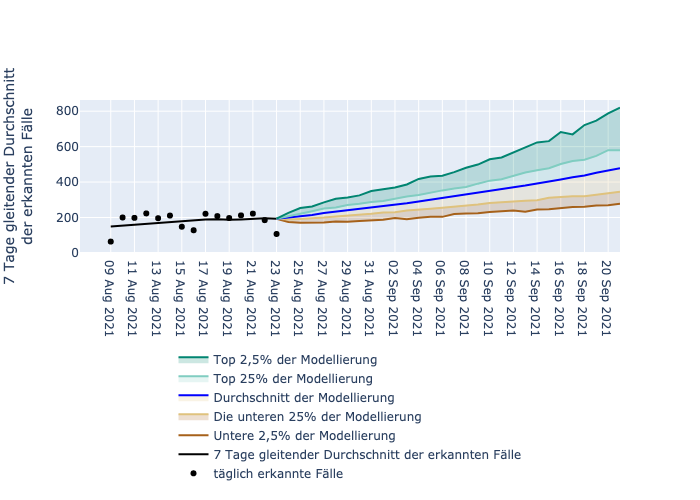 7 Tage gleitender Durchschnitt
der erkannten Fälle
800
600
400
200
0
09 Aug 2021
11 Aug 2021
13 Aug 2021
15 Aug 2021
17 Aug 2021
19 Aug 2021
21 Aug 2021
23 Aug 2021
25 Aug 2021
27 Aug 2021
29 Aug 2021
31 Aug 2021
02 Sep 2021
04 Sep 2021
06 Sep 2021
08 Sep 2021
10 Sep 2021
12 Sep 2021
14 Sep 2021
16 Sep 2021
18 Sep 2021
20 Sep 2021
Top 2,5% der Modellierung
Top 25% der Modellierung
Durchschnitt der Modellierung
Die unteren 25% der Modellierung
Untere 2,5% der Modellierung
7 Tage gleitender Durchschnitt der erkannten Fälle
täglich erkannte Fälle